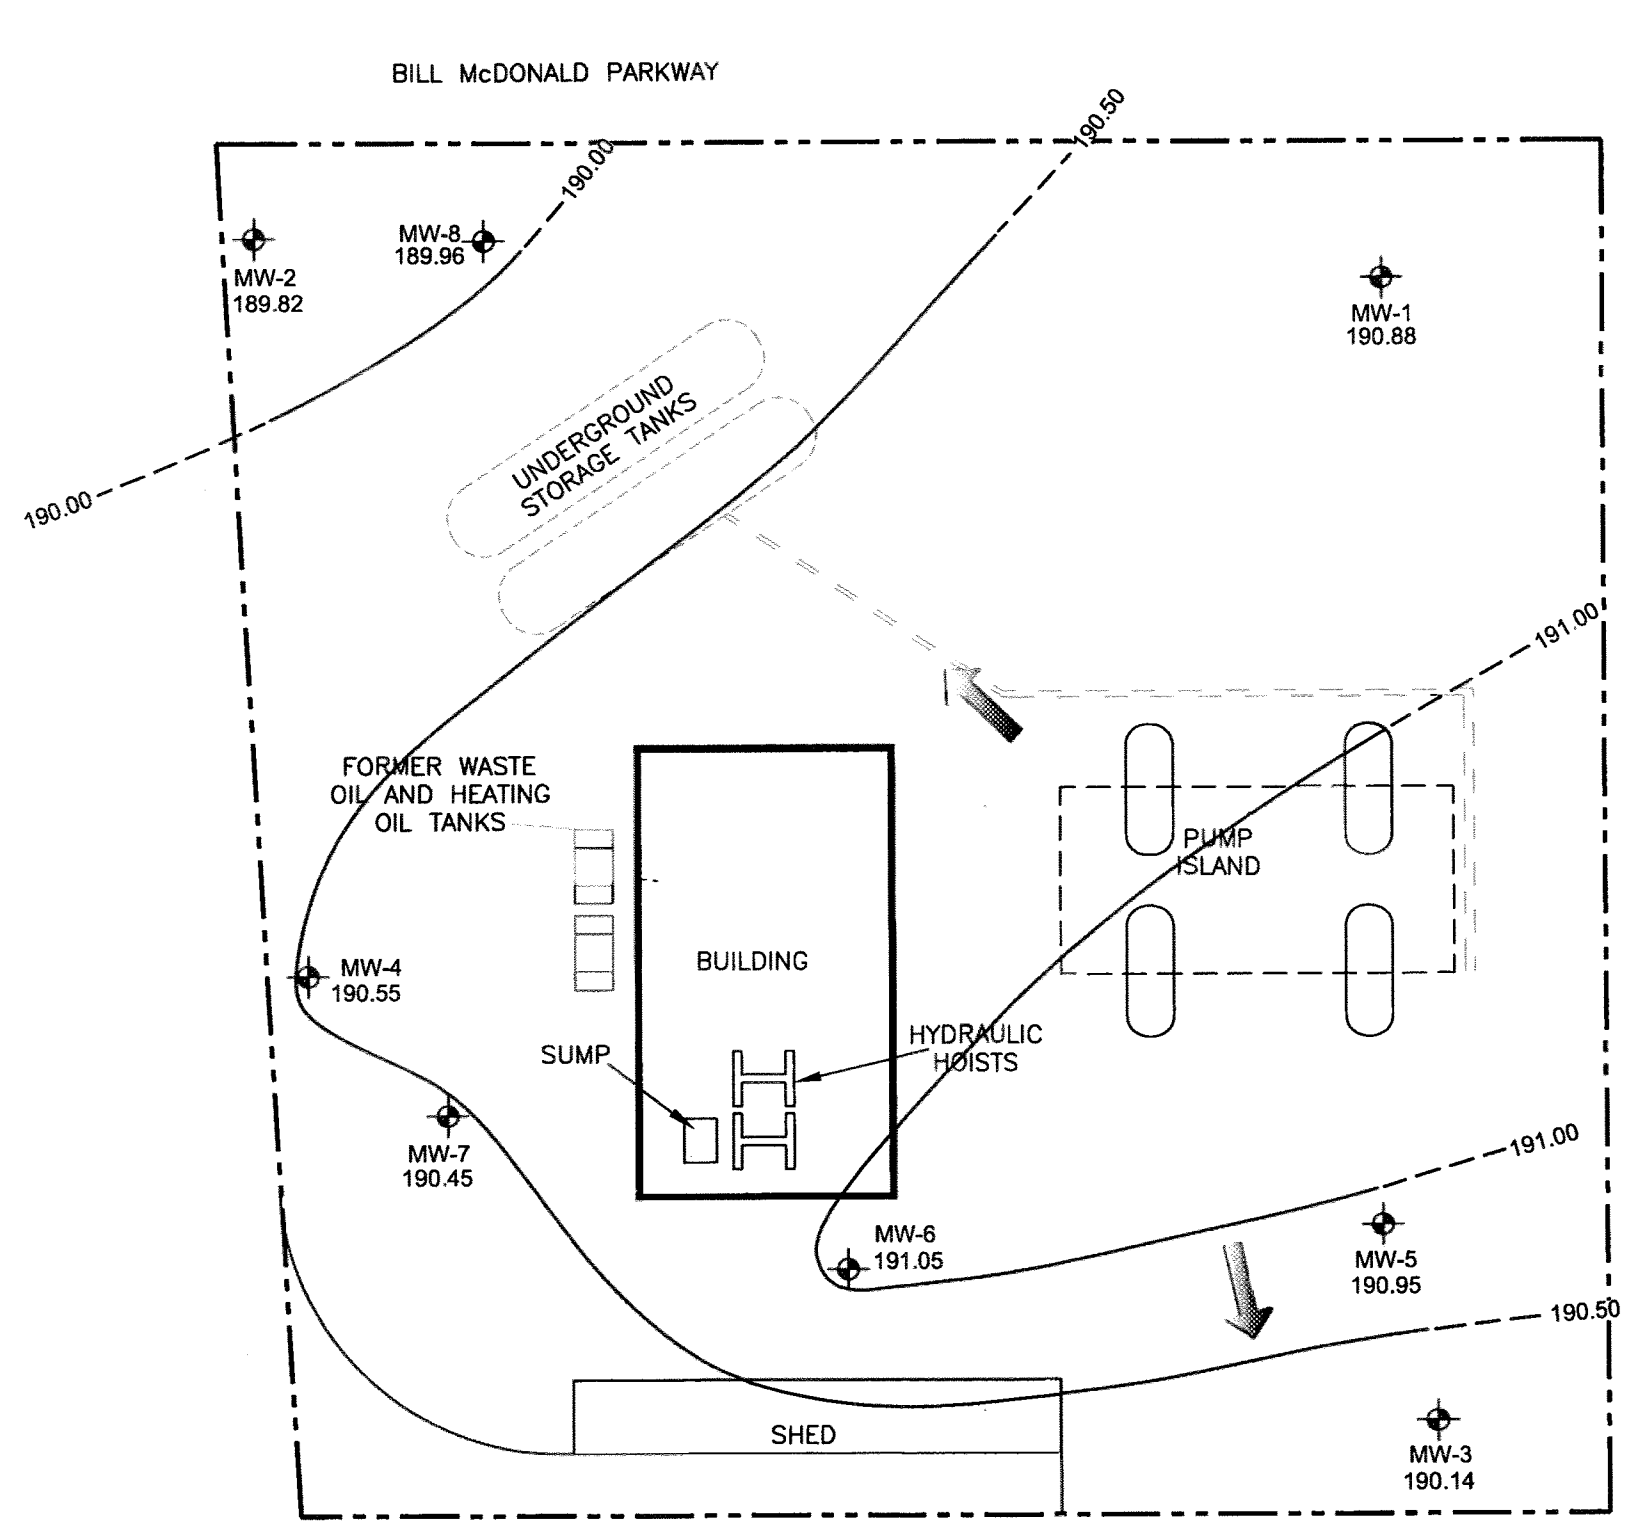 BILL McDONALD PARKWAY
190.50
190.00
MW-8
189.96
MW-2
189.82
MW-1
190.88
UNDERGROUND
STORAGE TANKS
190.00
191.00
FORMER WASTE
OIL AND HEATING
OIL TANKS
PUMP
ISLAND
BUILDING
MW-4
190.55
HYDRAULIC
HOISTS
SUMP
MW-7
190.45
191.00
MW-6
191.05
MW-5
190.95
190.50
SHED
MW-3
190.14